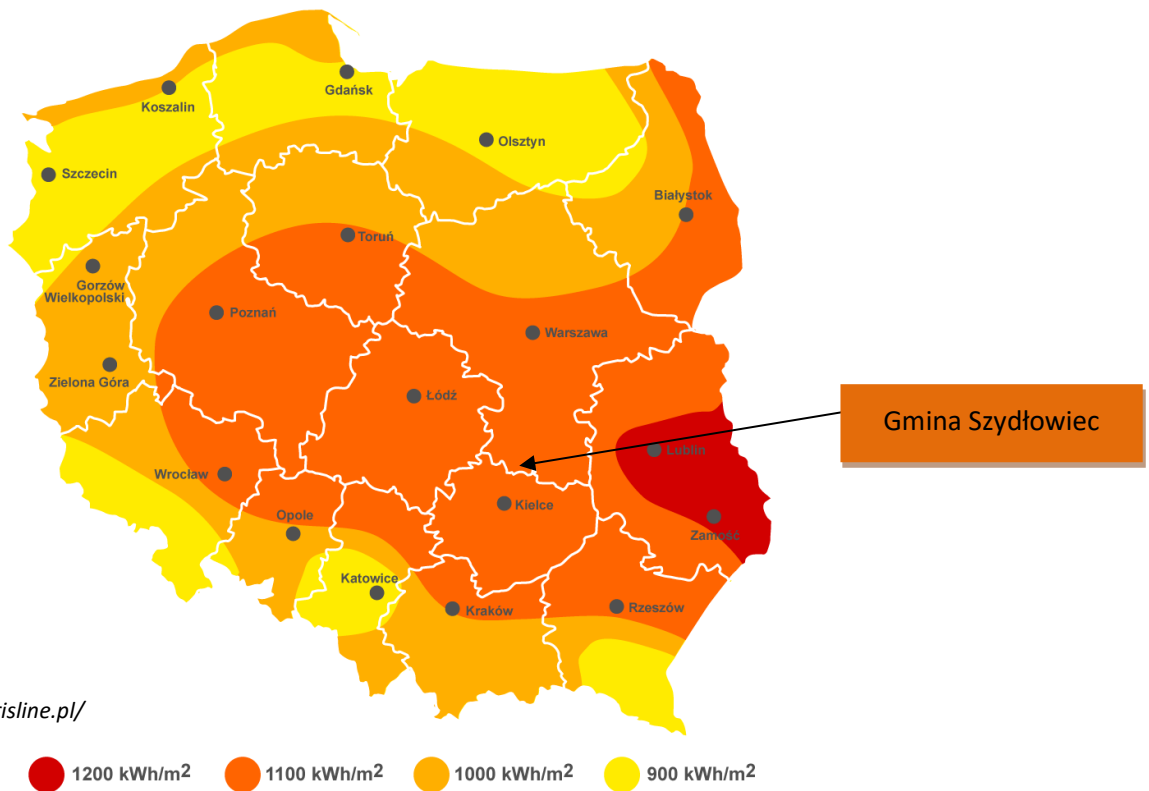 Koszalin
Gdańsk
Olsztyn
Szczecin
Białystok
Toruń
Gorzów
Wielkopolski
Poznań
Warszawa
Zielona Góra
Łódź
Gmina Szydłowiec
Lublin
Wrocław
Kielce
Opole
Zamość
Katowice
Kraków
Rzeszów
isline.pl/
1200 kWh/m2
1100 kWh/m2
1000 kWh/m2
900 kWh/m2